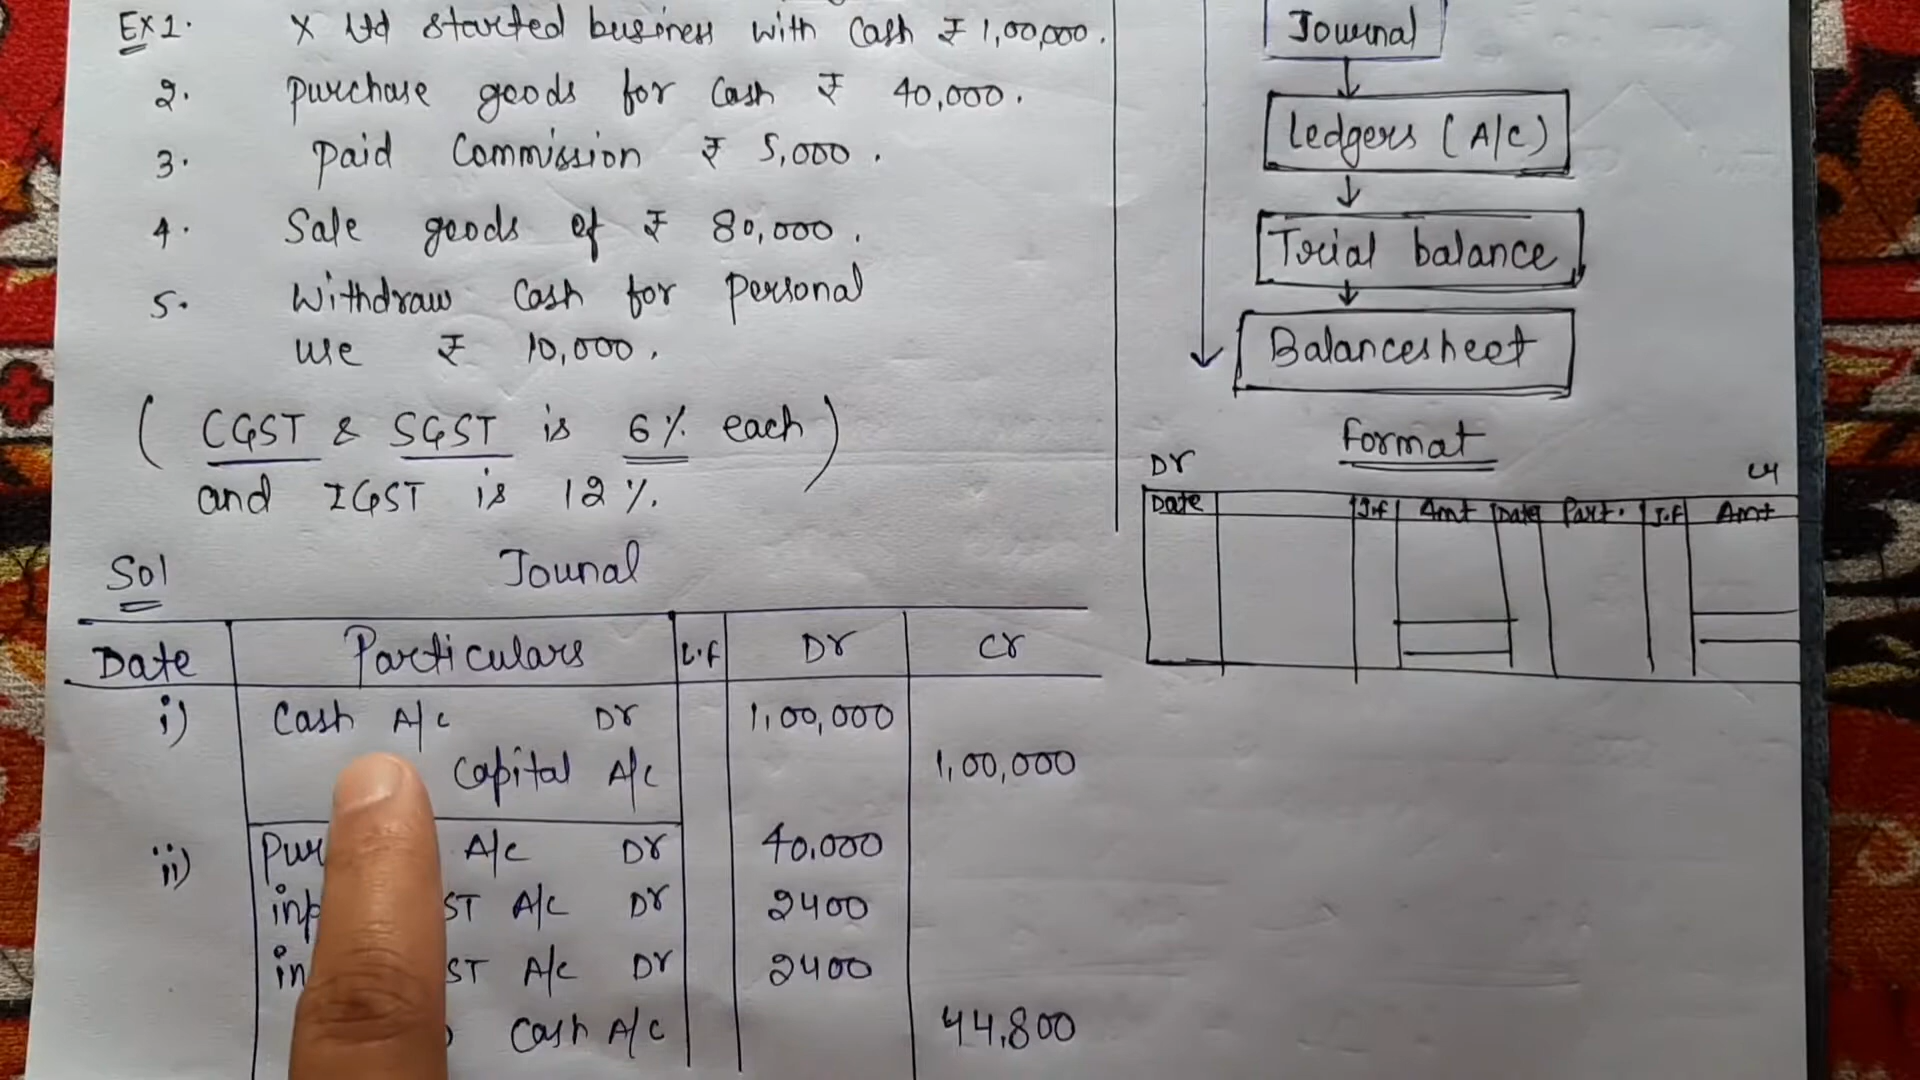 Ex1. X Ltd started business with Cash ₹ 1,00,000.
2. Purchase goods for Cash ₹ 40,000.
3. Paid Commission ₹ 5,000.
4. Sale goods of ₹ 80,000.
5. Withdraw Cash for Personal
use ₹ 10,000.
( CGST & SGST is 6% each )
and IGST is 12%.
Sol Jounal
Date Particulars L.F Dr Cr
i) Cash A/c Dr 1,00,000
Capital A/c 1,00,000
ii) Pur A/c Dr 40,000
inp ST A/c Dr 2400
in ST A/c Dr 2400
Cash A/c 44,800
Journal
Ledgers (A/C)
Trial balance
Balancesheet
Format
Dr Cr
Date J.F Amt Date Part. J.F Amt